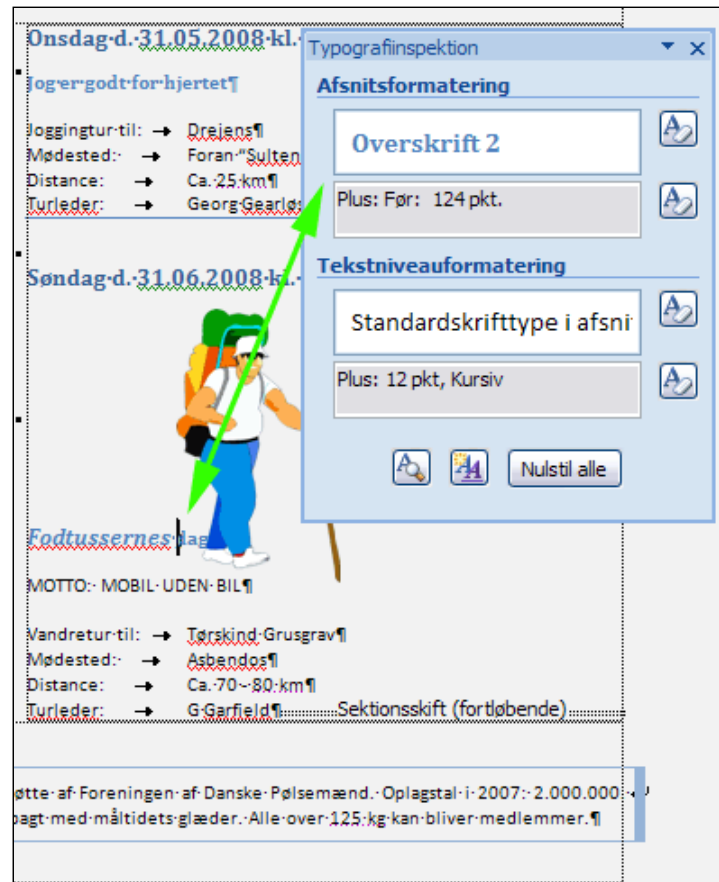 Onsdag d. 31.05.2008 kl.
Jog er godt for hjertet¶
Joggingtur til: → Drejens¶
Mødested: → Foran "Sulten
Distance: → Ca. 25 km¶
Turleder: → Georg Gearløs
Søndag d. 31.06.2008 kl.
Fodtussernes dag
MOTTO: MOBIL UDEN BIL¶
Vandretur til: → Tørskind Grusgrav¶
Mødested: → Asbendos¶
Distance: → Ca. 70 - 80 km¶
Turleder: → G Garfield¶ Sektionsskift (fortløbende)
øtte af Foreningen af Danske Pølsemænd. Oplagstal i 2007: 2.000.000 ↵
pagt med måltidets glæder. Alle over 125 kg kan bliver medlemmer.¶
Typografiinspektion
Afsnitsformatering
Overskrift 2
Plus: Før: 124 pkt.
Tekstniveauformatering
Standardskrifttype i afsni
Plus: 12 pkt, Kursiv
Nulstil alle